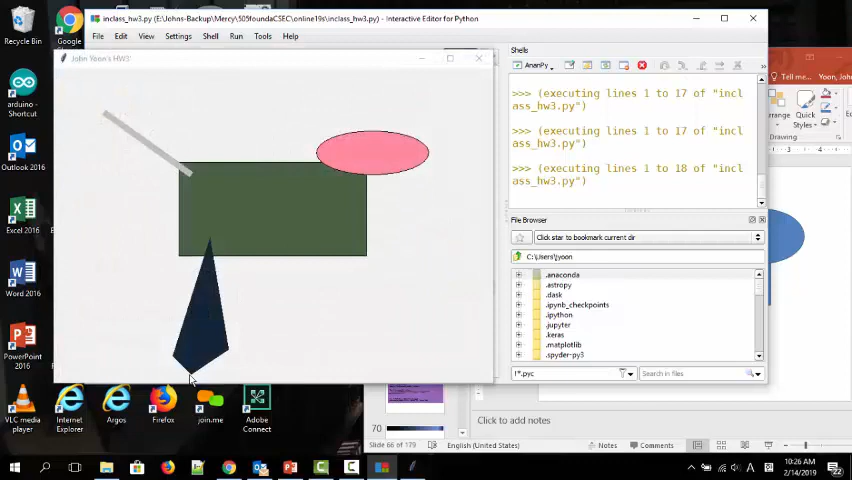 inclass_hw3.py (E:\Johns-Backup\Mercy\505foundaCSEC\online19s\inclass_hw3.py) - Interactive Editor for Python
File Edit View Settings Shell Run Tools Help
John Yoon's HW3!
Shells
AnanPy
>>> (executing lines 1 to 17 of "incl
ass_hw3.py")
>>> (executing lines 1 to 17 of "incl
ass_hw3.py")
>>> (executing lines 1 to 18 of "incl
ass_hw3.py")
File Browser
Click star to bookmark current dir
C:\Users\jyoon
.anaconda
.astropy
.dask
.ipynb_checkpoints
.ipython
.jupyter
.keras
.matplotlib
.spyder-py3
!*.pyc
Search in files
Recycle Bin
Google
arduino - Shortcut
Outlook 2016
Excel 2016
Word 2016
PowerPoint 2016
VLC media player
Internet Explorer
Argos
Firefox
join.me
Adobe Connect
Tell me...
Yoon, John
Quick Styles
70
Click to add notes
Slide 66 of 179
English (United States)
Notes
Comments
10:26 AM
2/14/2019
22